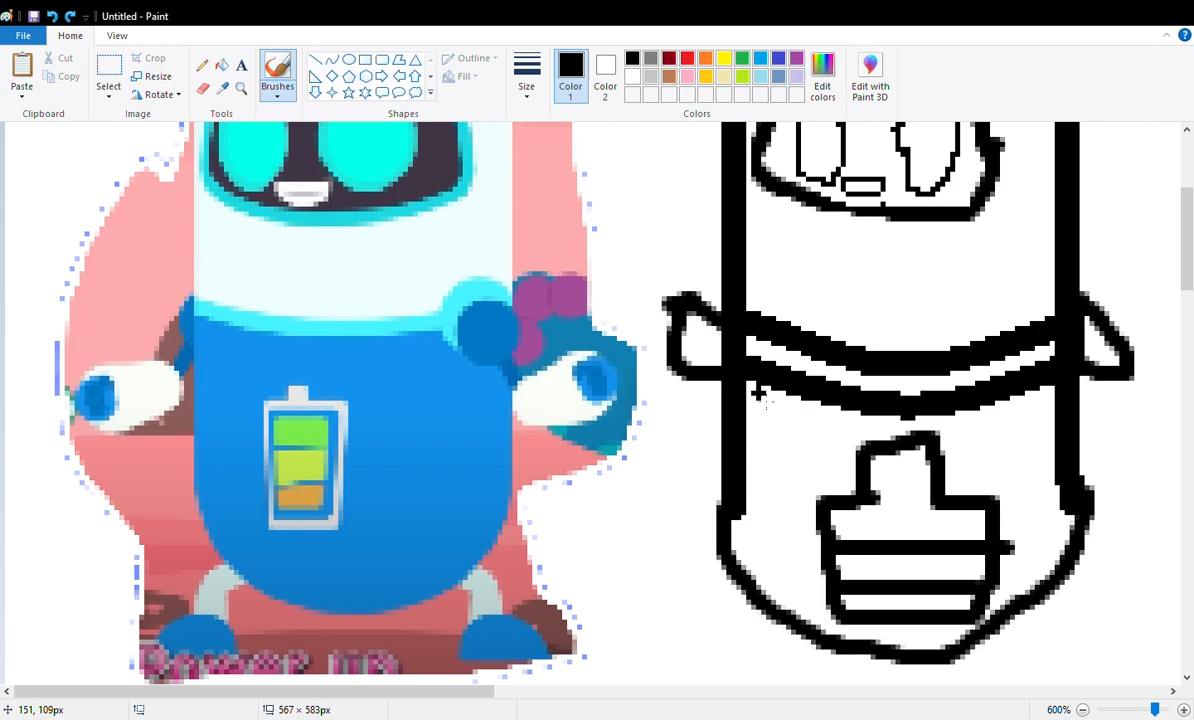 Untitled - Paint
File Home View
Cut
Copy
Paste
Clipboard
Crop
Resize
Rotate
Select
Image
A
Tools
Brushes
Outline
Fill
Shapes
Size
Color
1
Color
2
Edit
colors
Colors
Edit with
Paint 3D
151, 109px
567 × 583px
600%